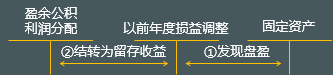 盈余公积
利润分配
以前年度损益调整
固定资产
②结转为留存收益
①发现盘盈